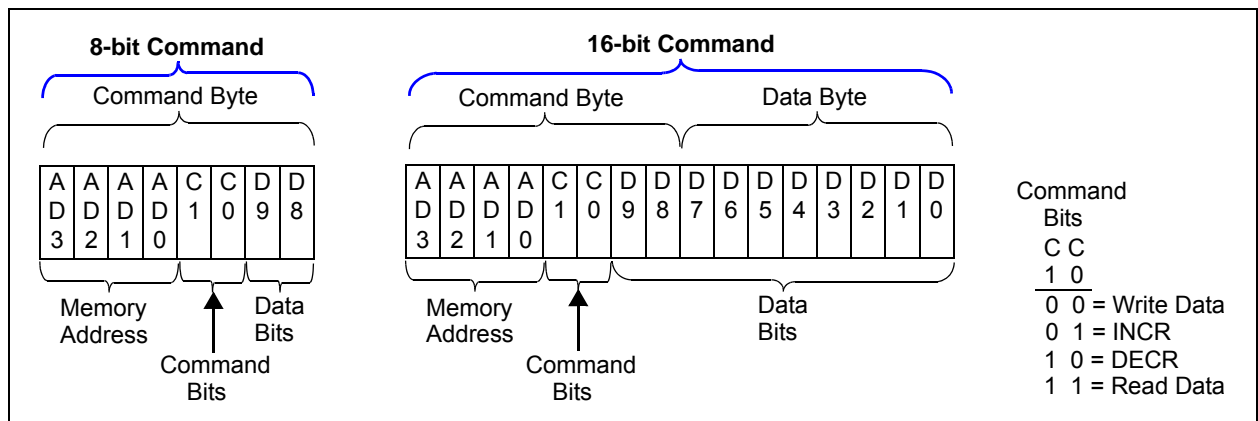 8-bit Command
16-bit Command
Command Byte
Command Byte
Data Byte
A A A A C C D D
D D D D 1 0 9 8
3 2 1 0
A A A A C C D D D D D D D D D D
D D D D 1 0 9 8 7 6 5 4 3 2 1 0
3 2 1 0
Memory
Address
Data
Bits
Command
Bits
Memory
Address
Data
Bits
Command
Bits
Command
Bits
C C
1 0
0 0 = Write Data
0 1 = INCR
1 0 = DECR
1 1 = Read Data